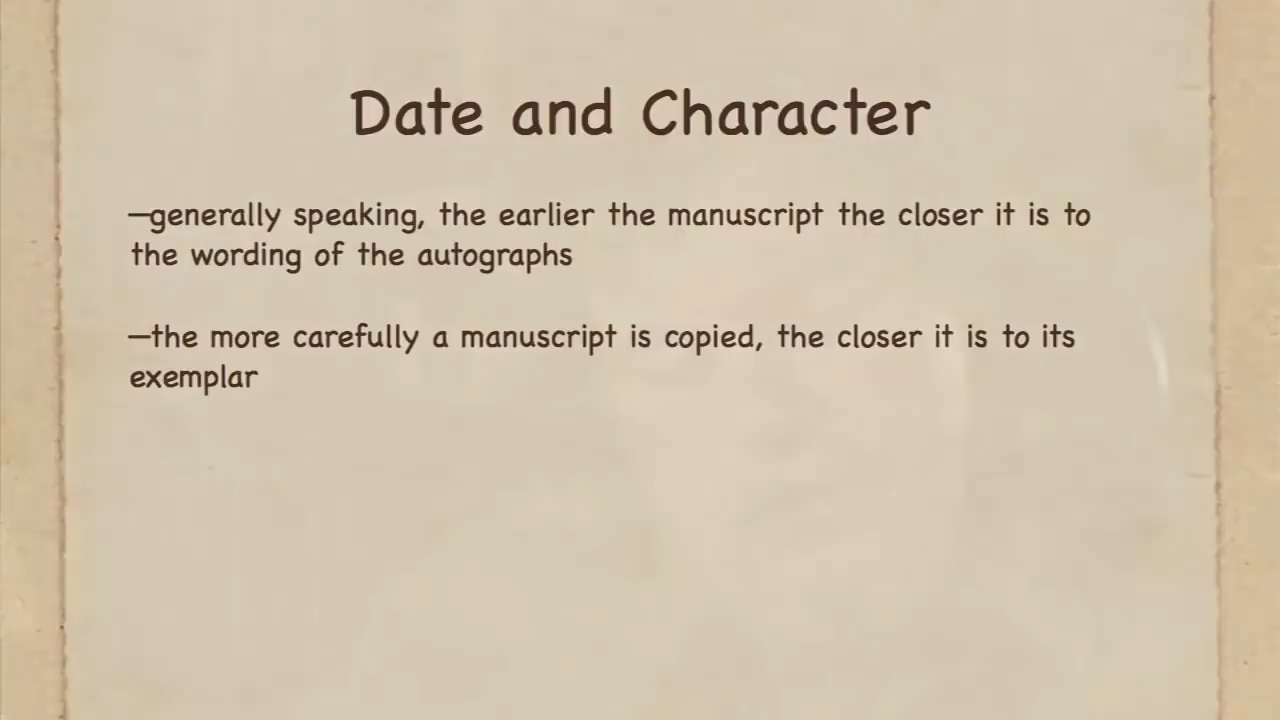 Date and Character
—generally speaking, the earlier the manuscript the closer it is to
the wording of the autographs
—the more carefully a manuscript is copied, the closer it is to its
exemplar